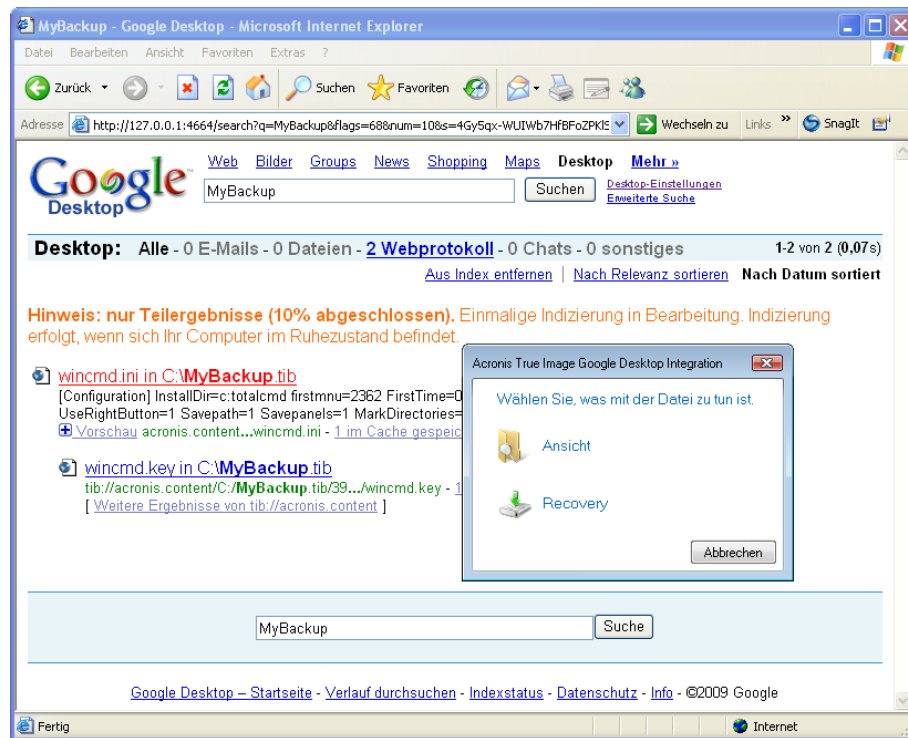 MyBackup - Google Desktop - Microsoft Internet Explorer
Datei Bearbeiten Ansicht Favoriten Extras ?
Zurück Suchen Favoriten
Adresse http://127.0.0.1:4664/search?q=MyBackup&flags=68&num=10&s=4Gy5qx-WUIWb7HfBFoZPKlS Wechseln zu Links » SnagIt
Google Desktop
Web Bilder Groups News Shopping Maps Desktop Mehr »
MyBackup Suchen Desktop-Einstellungen
Erweiterte Suche
Desktop: Alle - 0 E-Mails - 0 Dateien - 2 Webprotokoll - 0 Chats - 0 sonstiges 1-2 von 2 (0,07s)
Aus Index entfernen | Nach Relevanz sortieren Nach Datum sortiert
Hinweis: nur Teilergebnisse (10% abgeschlossen). Einmalige Indizierung in Bearbeitung. Indizierung
erfolgt, wenn sich Ihr Computer im Ruhezustand befindet.
wincmd.ini in C:\MyBackup.tib
[Configuration] InstallDir=c:totalcmd firstmnu=2362 FirstTime=0
UseRightButton=1 Savepath=1 Savepanels=1 MarkDirectories=
Vorschau acronis.content...wincmd.ini - 1 im Cache gespeic
wincmd.key in C:\MyBackup.tib
tib://acronis.content/C:/MyBackup.tib/39.../wincmd.key - 1
[ Weitere Ergebnisse von tib://acronis.content ]
Acronis True Image Google Desktop Integration
Wählen Sie, was mit der Datei zu tun ist.
Ansicht
Recovery
Abbrechen
MyBackup Suche
Google Desktop – Startseite - Verlauf durchsuchen - Indexstatus - Datenschutz - Info - ©2009 Google
Fertig Internet